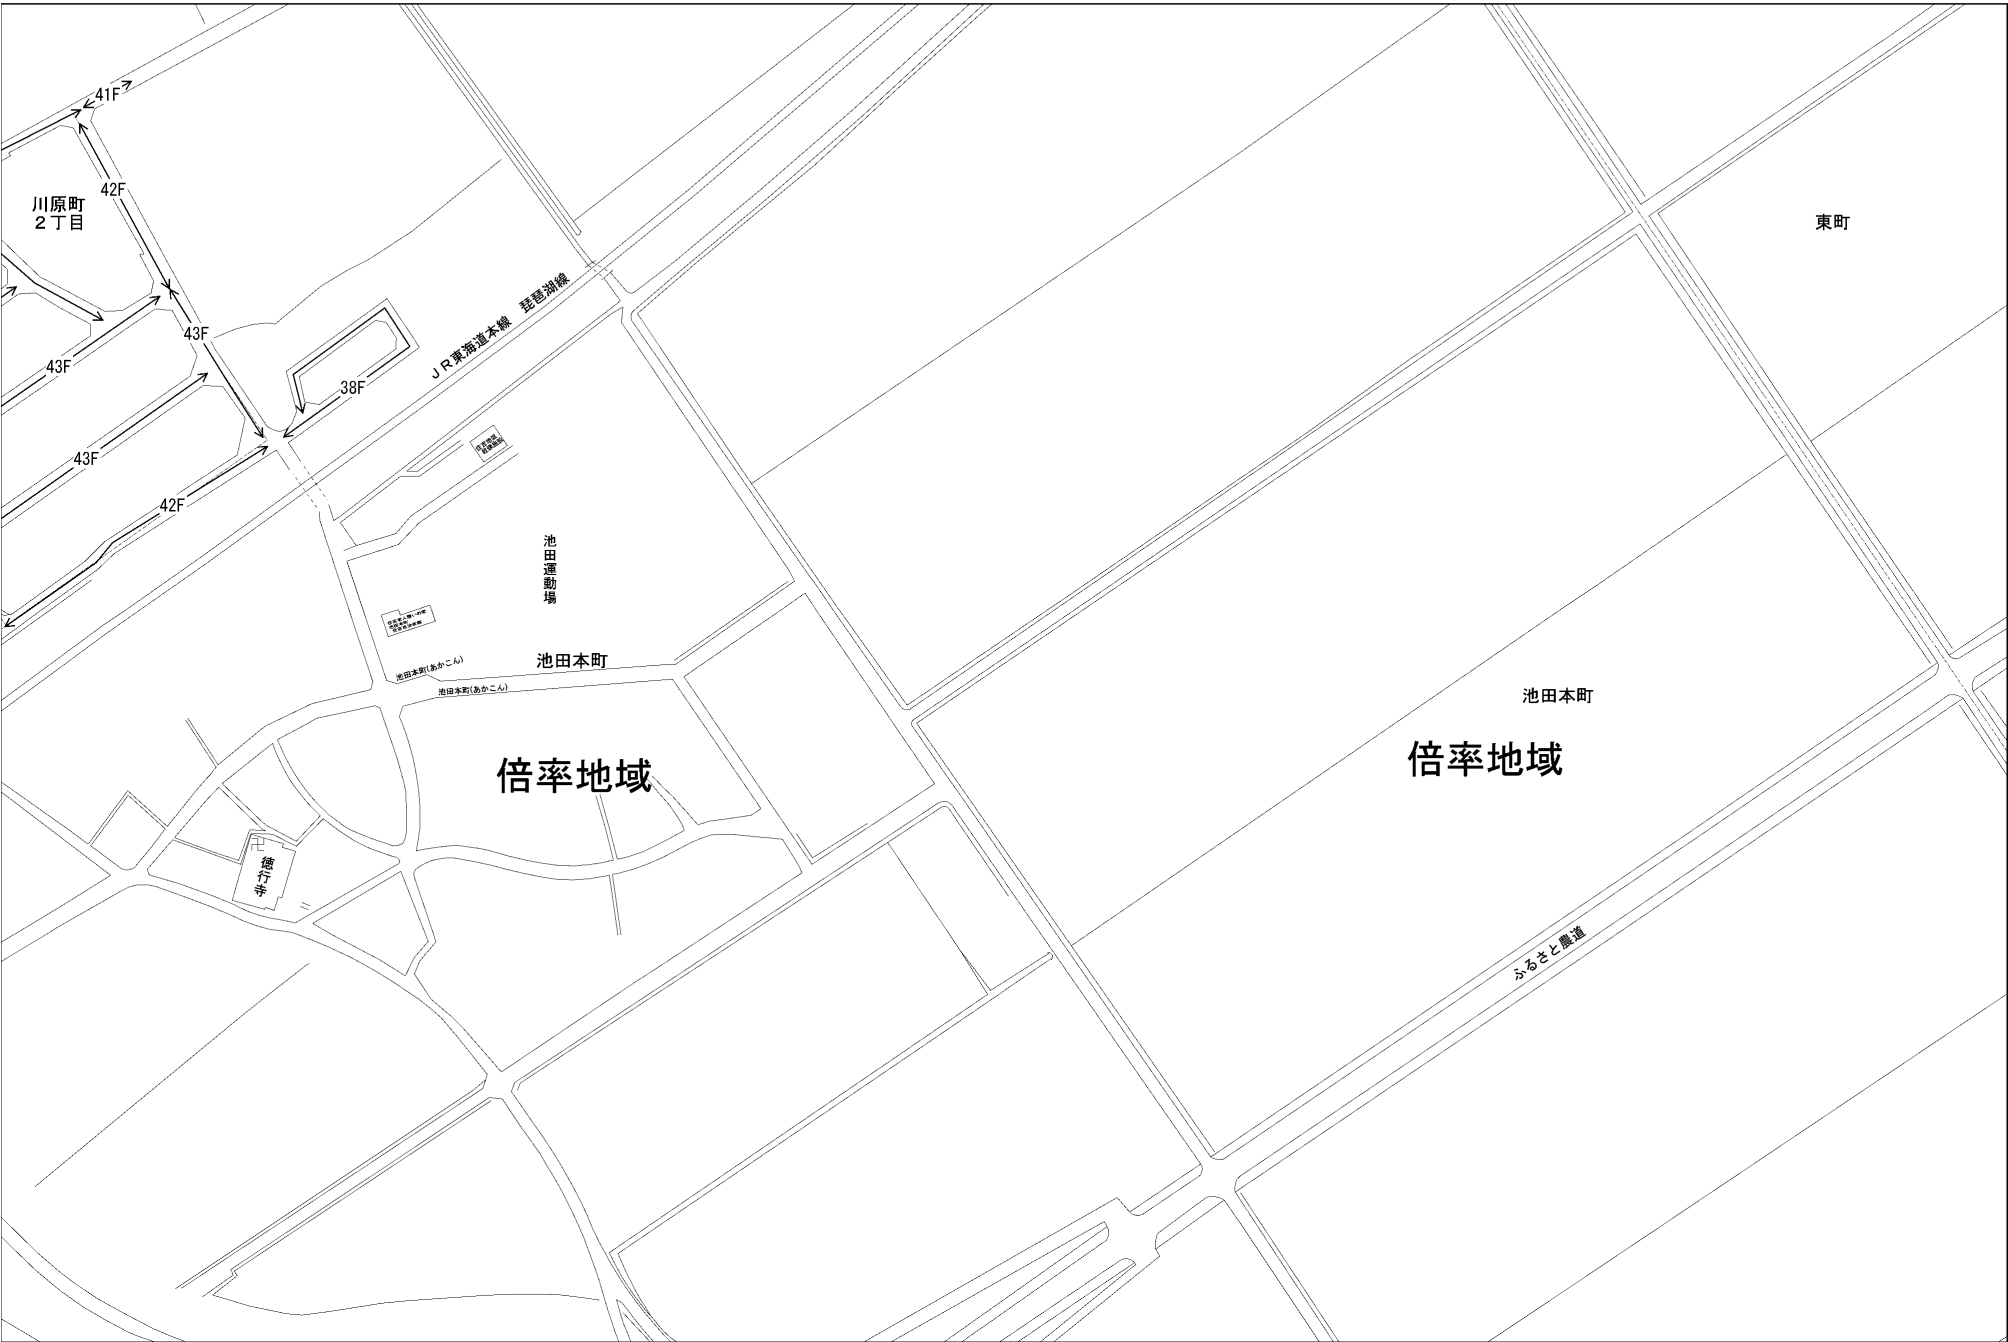 41F
42F
川原町
２丁目
東町
ＪＲ東海道本線　琵琶湖線
43F
43F
38F
43F
42F
池田運動場
池田本町
池田本町(あかこん)
池田本町(あかこん)
池田本町
倍率地域
倍率地域
徳行寺
ふるさと農道